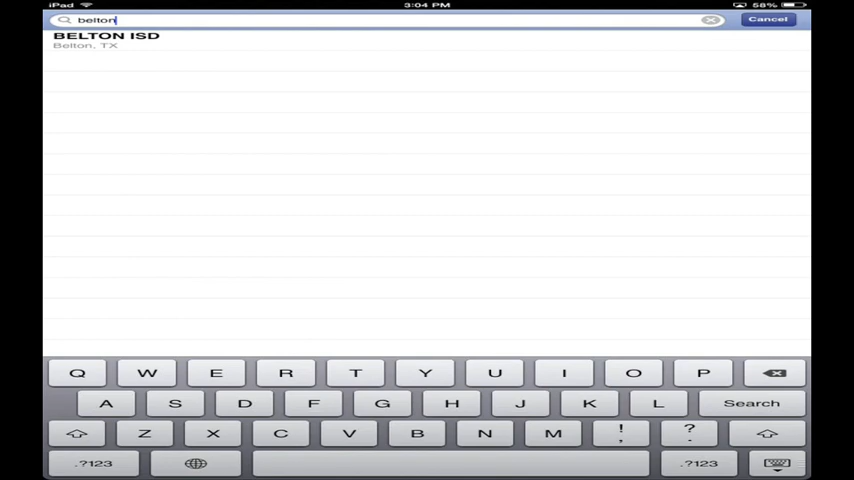 iPad 3:04 PM 58%
belton Cancel
BELTON ISD
Belton, TX
Q W E R T Y U I O P
A S D F G H J K L Search
Z X C V B N M ! , ? .
.?123 .?123